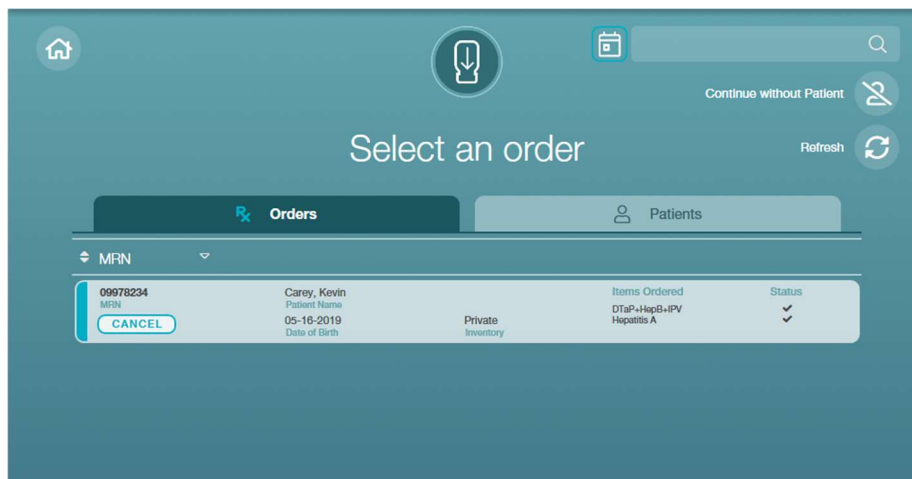 Continue without Patient
Select an order
Refresh
Rx Orders
Patients
MRN
09978234
MRN
CANCEL
Carey, Kevin
Patient Name
05-16-2019
Date of Birth
Private
Inventory
Items Ordered
DTaP+HepB+IPV
Hepatitis A
Status